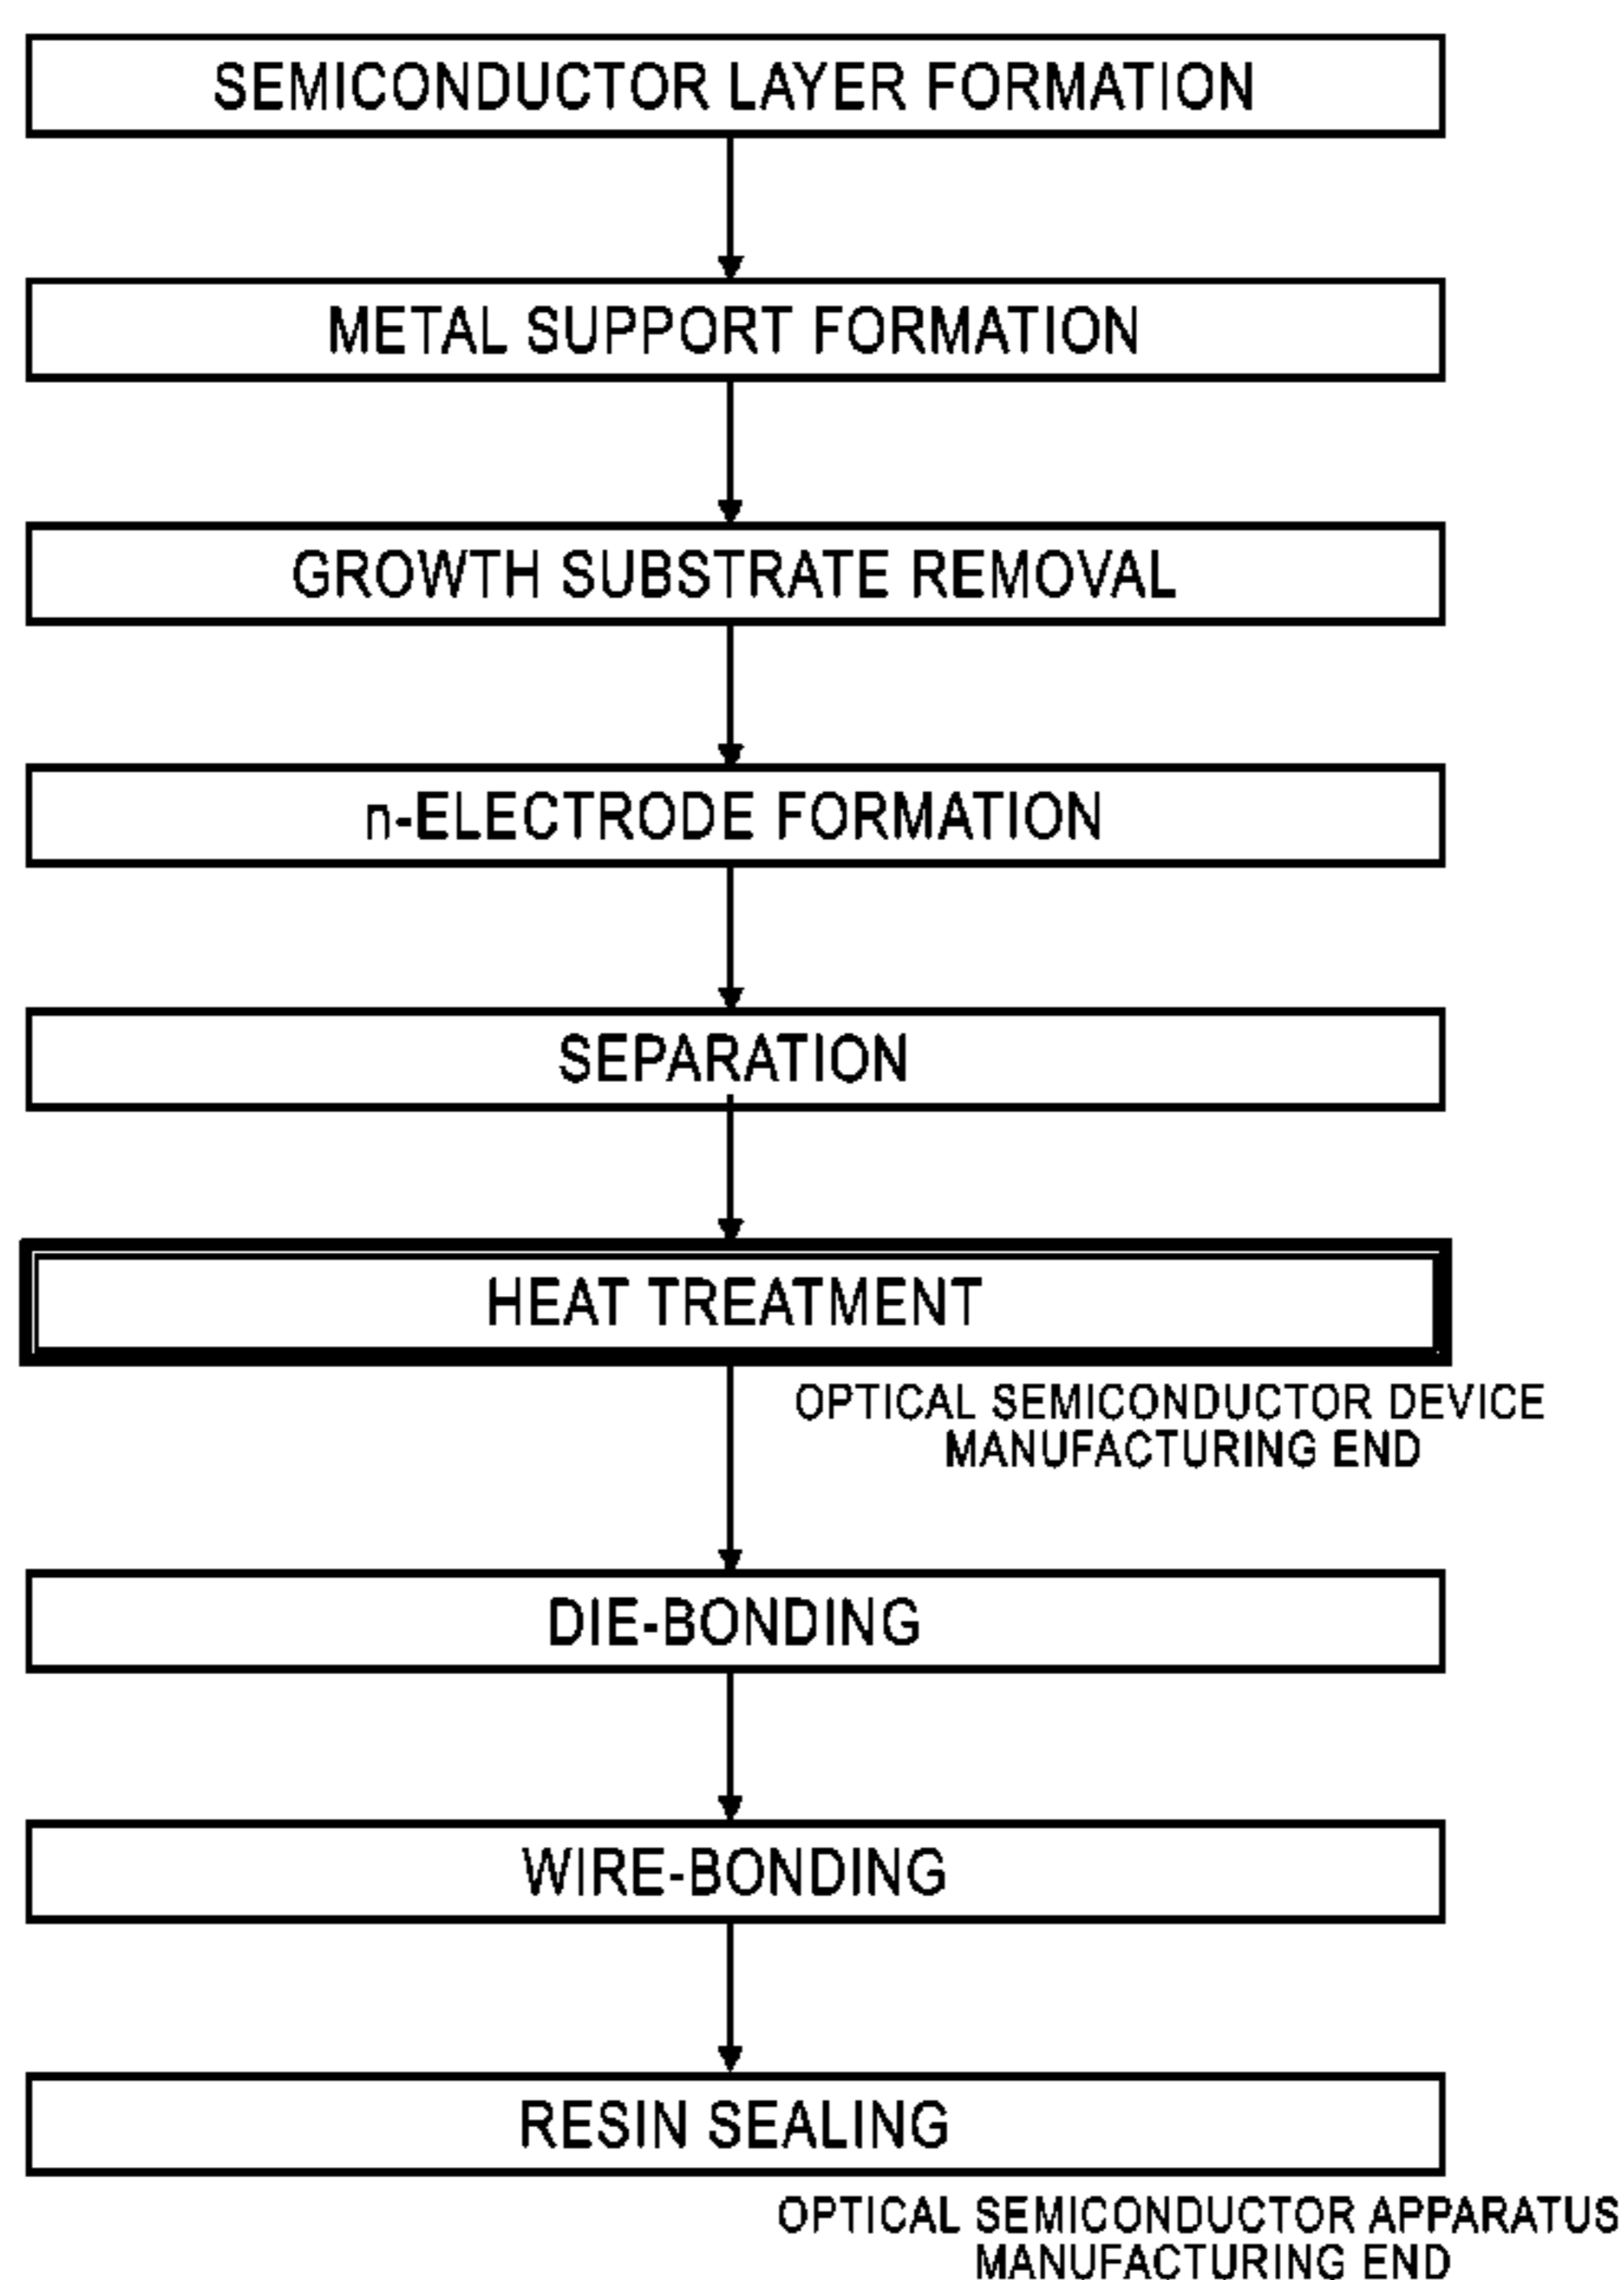 SEMICONDUCTOR LAYER FORMATION
METAL SUPPORT FORMATION
GROWTH SUBSTRATE REMOVAL
n-ELECTRODE FORMATION
SEPARATION
HEAT TREATMENT
OPTICAL SEMICONDUCTOR DEVICE
MANUFACTURING END
DIE-BONDING
WIRE-BONDING
RESIN SEALING
OPTICAL SEMICONDUCTOR APPARATUS
MANUFACTURING END